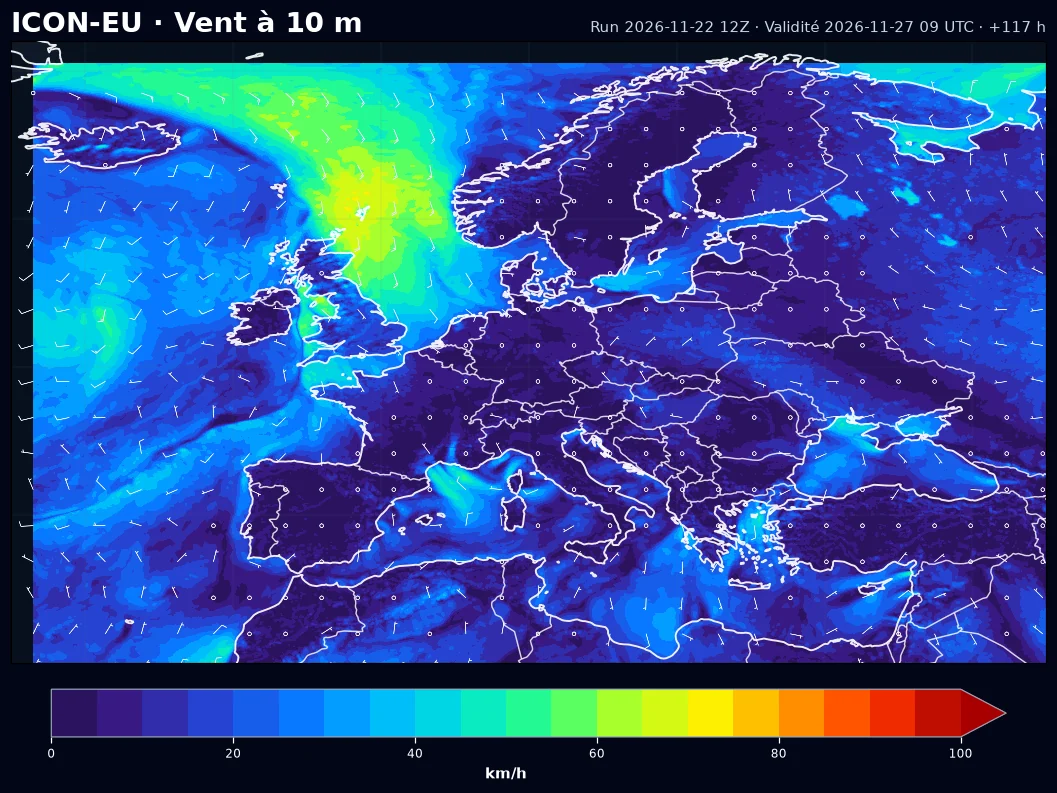 ICON-EU · Vent à 10 m
Run 2026-11-22 12Z · Validité 2026-11-27 09 UTC · +117 h
0 20 40 60 80 100
km/h